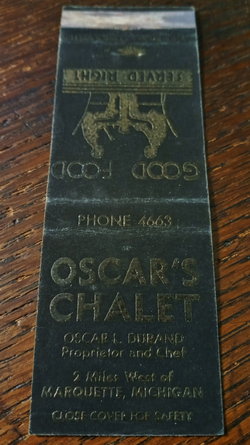 GOOD FOOD
SERVED RIGHT
PHONE 4663
OSCAR'S
CHALET
OSCAR L. DURAND
Proprietor and Chef
2 Miles West of
MARQUETTE, MICHIGAN
CLOSE COVER FOR SAFETY